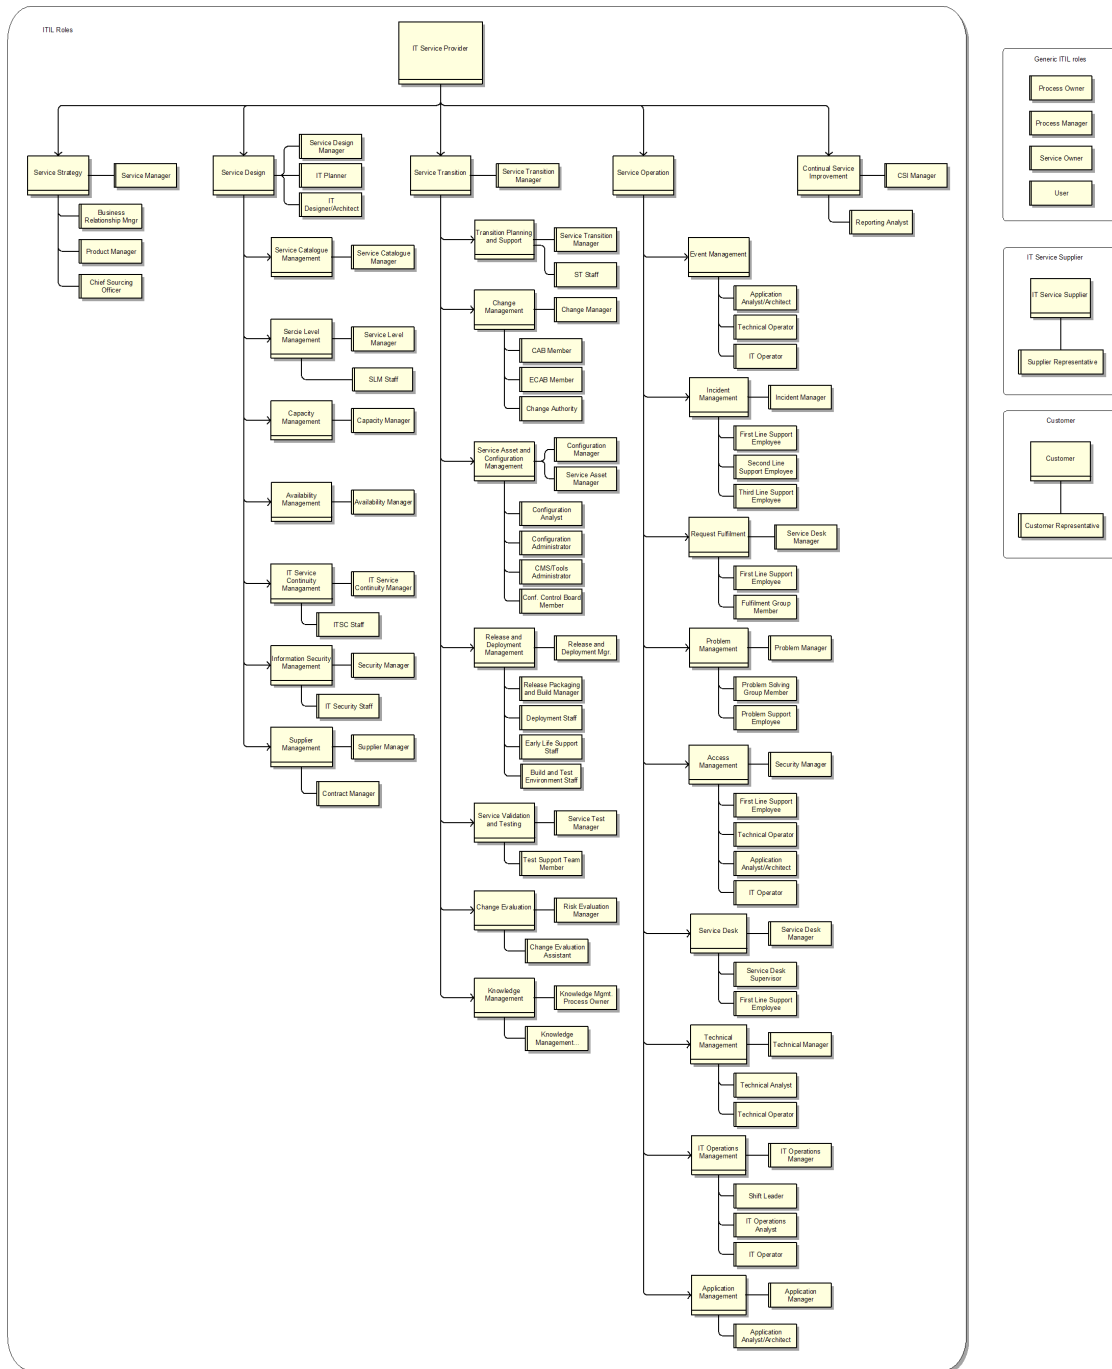 ITIL Roles
IT Service Provider
Service Strategy
Service Manager
Business
Relationship Mngr
Product Manager
Chief Sourcing
Officer
Service Design
Service Design
Manager
IT Planner
IT
Designer/Architect
Service Catalogue
Management
Service Catalogue
Manager
Sercie Level
Management
Service Level
Manager
SLM Staff
Capacity
Management
Capacity Manager
Availability
Management
Availability Manager
IT Service
Continuity
Management
IT Service
Continuity Manager
ITSC Staff
Information Security
Management
Security Manager
IT Security Staff
Supplier
Management
Supplier Manager
Contract Manager
Service Transition
Service Transition
Manager
Transition Planning
and Support
Service Transition
Manager
ST Staff
Change
Management
Change Manager
CAB Member
ECAB Member
Change Authority
Service Asset and
Configuration
Management
Configuration
Manager
Service Asset
Manager
Configuration
Analyst
Configuration
Administrator
CMS/Tools
Administrator
Conf. Control Board
Member
Release and
Deployment
Management
Release and
Deployment Mgr.
Release Packaging
and Build Manager
Deployment Staff
Early Life Support
Staff
Build and Test
Environment Staff
Service Validation
and Testing
Service Test
Manager
Test Support Team
Member
Change Evaluation
Risk Evaluation
Manager
Change Evaluation
Assistant
Knowledge
Management
Knowledge Mgmt.
Process Owner
Knowledge
Management...
Service Operation
Event Management
Application
Analyst/Architect
Technical Operator
IT Operator
Incident
Management
Incident Manager
First Line Support
Employee
Second Line
Support Employee
Third Line Support
Employee
Request Fulfilment
Service Desk
Manager
First Line Support
Employee
Fulfilment Group
Member
Problem
Management
Problem Manager
Problem Solving
Group Member
Problem Support
Employee
Access
Management
Security Manager
First Line Support
Employee
Technical Operator
Application
Analyst/Architect
IT Operator
Service Desk
Service Desk
Manager
Service Desk
Supervisor
First Line Support
Employee
Technical
Management
Technical Manager
Technical Analyst
Technical Operator
IT Operations
Management
IT Operations
Manager
Shift Leader
IT Operations
Analyst
IT Operator
Application
Management
Application
Manager
Application
Analyst/Architect
Continual Service
Improvement
CSI Manager
Reporting Analyst
Generic ITIL roles
Process Owner
Process Manager
Service Owner
User
IT Service Supplier
IT Service Supplier
Supplier Representative
Customer
Customer
Customer Representative